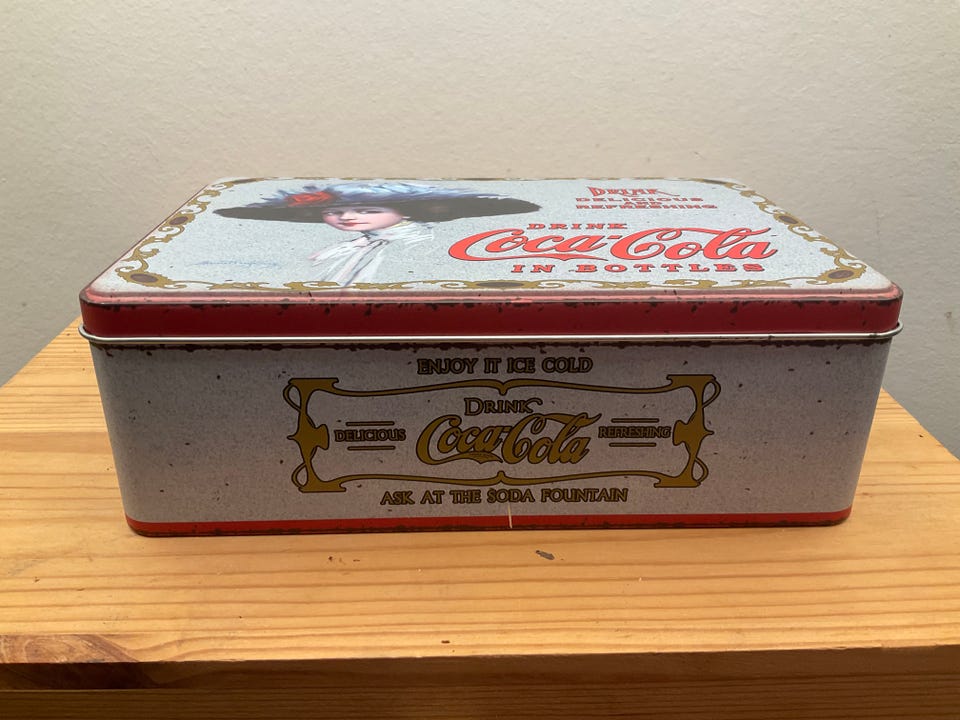 DRINK
DELICIOUS
AND
REFRESHING
DRINK
Coca-Cola
IN BOTTLES
ENJOY IT ICE COLD
DRINK
DELICIOUS Coca-Cola REFRESHING
ASK AT THE SODA FOUNTAIN